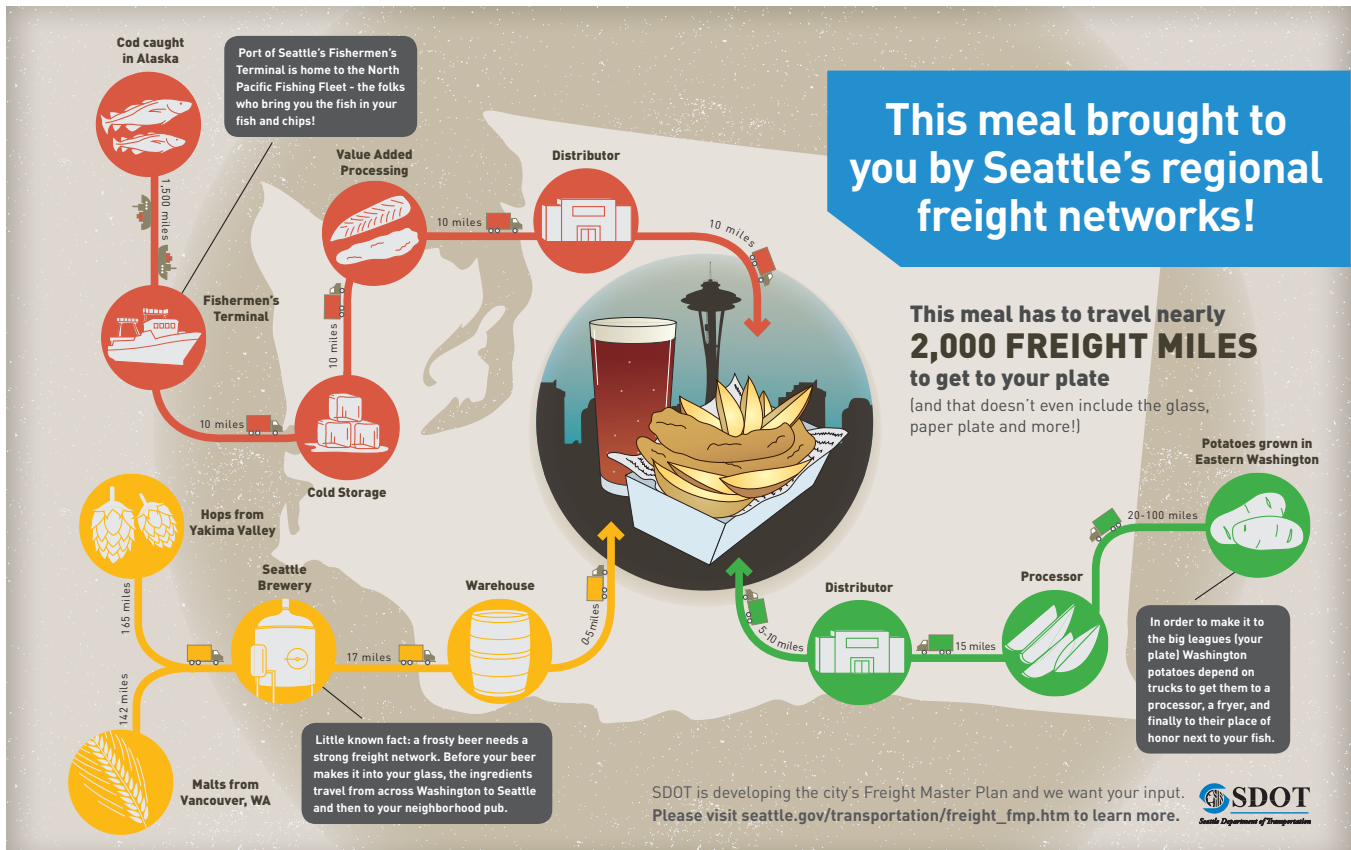 Cod caught
in Alaska
Port of Seattle's Fishermen's
Terminal is home to the North
Pacific Fishing Fleet - the folks
who bring you the fish in your
fish and chips!
This meal brought to
you by Seattle's regional
freight networks!
1,500 miles
Value Added
Processing
10 miles
Distributor
10 miles
Fishermen's
Terminal
10 miles
10 miles
Cold Storage
This meal has to travel nearly
2,000 FREIGHT MILES
to get to your plate
(and that doesn't even include the glass,
paper plate and more!)
Hops from
Yakima Valley
165 miles
Seattle
Brewery
17 miles
Warehouse
0-5 miles
142 miles
Malts from
Vancouver, WA
Little known fact: a frosty beer needs a
strong freight network. Before your beer
makes it into your glass, the ingredients
travel from across Washington to Seattle
and then to your neighborhood pub.
Potatoes grown in
Eastern Washington
20-100 miles
Processor
15 miles
Distributor
5-10 miles
In order to make it to
the big leagues (your
plate) Washington
potatoes depend on
trucks to get them to a
processor, a fryer, and
finally to their place of
honor next to your fish.
SDOT is developing the city's Freight Master Plan and we want your input.
Please visit seattle.gov/transportation/freight_fmp.htm to learn more.
SDOT
Seattle Department of Transportation